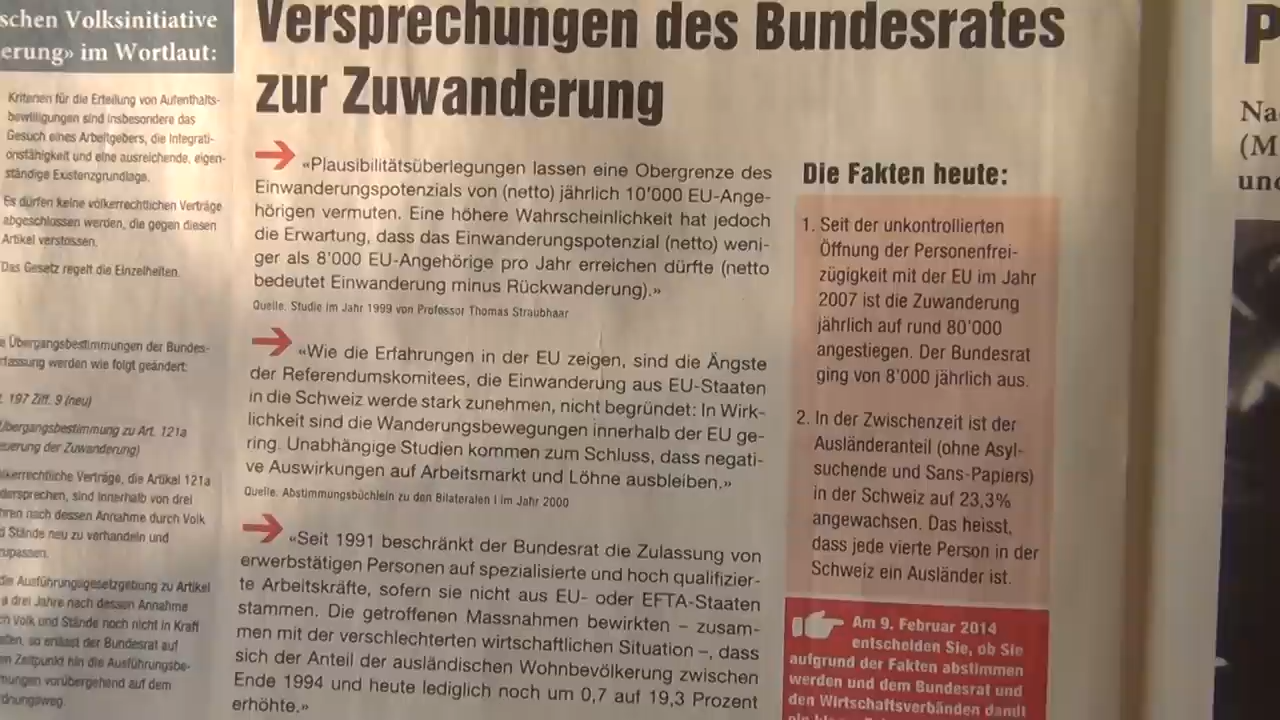 schen Volksinitiative
erung» im Wortlaut:
Kriterien für die Erteilung von Aufenthalts-
bewilligungen sind insbesondere das
Gesuch eines Arbeitgebers, die Integrati-
onsfähigkeit und eine ausreichende, eigen-
ständige Existenzgrundlage.
Es dürfen keine völkerrechtlichen Verträge
abgeschlossen werden, die gegen diesen
Artikel verstossen.
Das Gesetz regelt die Einzelheiten.
e Übergangsbestimmungen der Bundes-
rfassung werden wie folgt geändert:
. 197 Ziff. 9 (neu)
Übergangsbestimmung zu Art. 121a
euerung der Zuwanderung)
lkerrechtliche Verträge, die Artikel 121a
dersprechen, sind innerhalb von drei
hren nach dessen Annahme durch Volk
d Stände neu zu verhandeln und
zupassen.
die Ausführungsgesetzgebung zu Artikel
a drei Jahre nach dessen Annahme
ch Volk und Stände noch nicht in Kraft
eten, so erlässt der Bundesrat auf
en Zeitpunkt hin die Ausführungsbe-
mungen vorübergehend auf dem
dnungsweg.
Versprechungen des Bundesrates
zur Zuwanderung
«Plausibilitätsüberlegungen lassen eine Obergrenze des
Einwanderungspotenzials von (netto) jährlich 10'000 EU-Ange-
hörigen vermuten. Eine höhere Wahrscheinlichkeit hat jedoch
die Erwartung, dass das Einwanderungspotenzial (netto) weni-
ger als 8'000 EU-Angehörige pro Jahr erreichen dürfte (netto
bedeutet Einwanderung minus Rückwanderung).»
Quelle: Studie im Jahr 1999 von Professor Thomas Straubhaar
«Wie die Erfahrungen in der EU zeigen, sind die Ängste
der Referendumskomitees, die Einwanderung aus EU-Staaten
in die Schweiz werde stark zunehmen, nicht begründet: In Wirk-
lichkeit sind die Wanderungsbewegungen innerhalb der EU ge-
ring. Unabhängige Studien kommen zum Schluss, dass negati-
ve Auswirkungen auf Arbeitsmarkt und Löhne ausbleiben.»
Quelle: Abstimmungsbüchlein zu den Bilateralen I im Jahr 2000
«Seit 1991 beschränkt der Bundesrat die Zulassung von
erwerbstätigen Personen auf spezialisierte und hoch qualifizier-
te Arbeitskräfte, sofern sie nicht aus EU- oder EFTA-Staaten
stammen. Die getroffenen Massnahmen bewirkten – zusam-
men mit der verschlechterten wirtschaftlichen Situation –, dass
sich der Anteil der ausländischen Wohnbevölkerung zwischen
Ende 1994 und heute lediglich noch um 0,7 auf 19,3 Prozent
erhöhte.»
Die Fakten heute:
1. Seit der unkontrollierten
Öffnung der Personenfrei-
zügigkeit mit der EU im Jahr
2007 ist die Zuwanderung
jährlich auf rund 80'000
angestiegen. Der Bundesrat
ging von 8'000 jährlich aus.
2. In der Zwischenzeit ist der
Ausländeranteil (ohne Asyl-
suchende und Sans-Papiers)
in der Schweiz auf 23,3%
angewachsen. Das heisst,
dass jede vierte Person in der
Schweiz ein Ausländer ist.
Am 9. Februar 2014
entscheiden Sie, ob Sie
aufgrund der Fakten abstimmen
werden und dem Bundesrat und
den Wirtschaftsverbänden damit
P
Na
(M
und